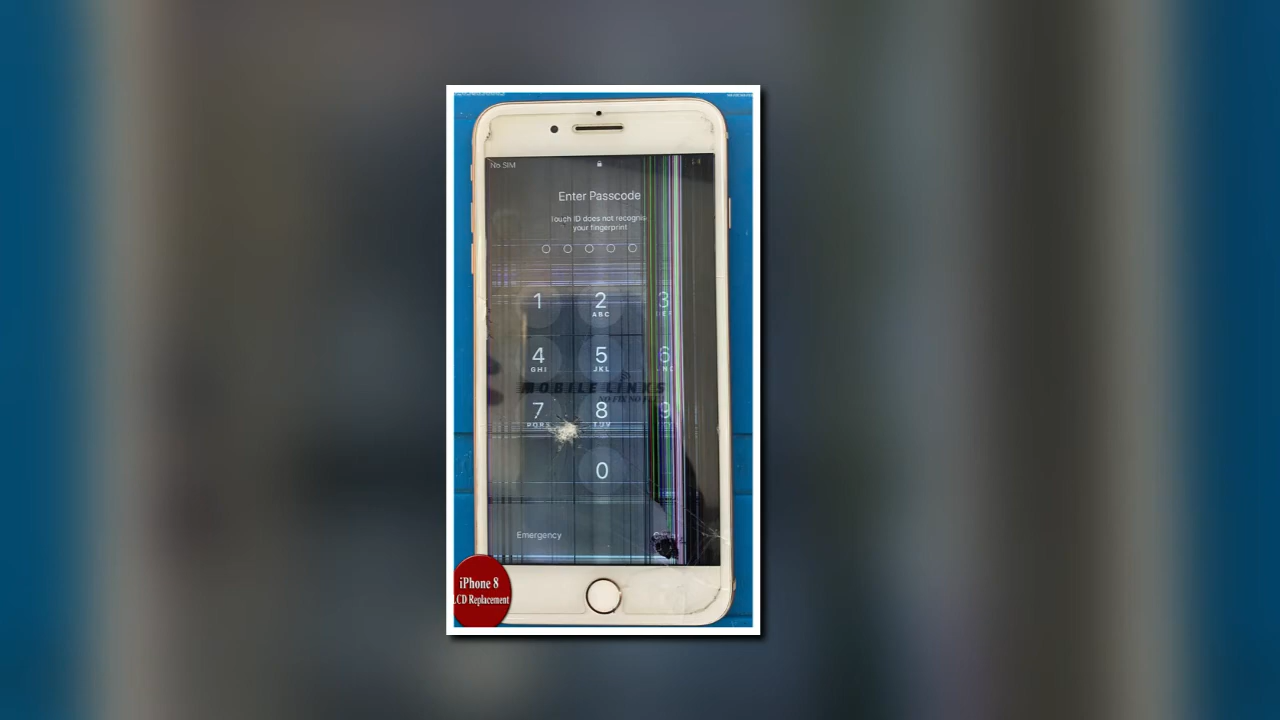 No SIM
Enter Passcode
Touch ID does not recognis
your fingerprint
1
2
ABC
3
4
GHI
5
JKL
6
MOBILE LINKS
7
PQRS
8
TUV
9
0
Emergency
iPhone 8
LCD Replacement